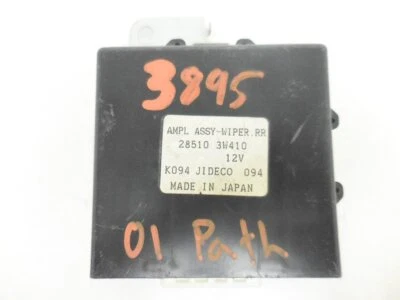 3895
AMPL ASSY-WIPER.RR
28510 3W410
12V
K094 JIDECO 094
MADE IN JAPAN
01 Path